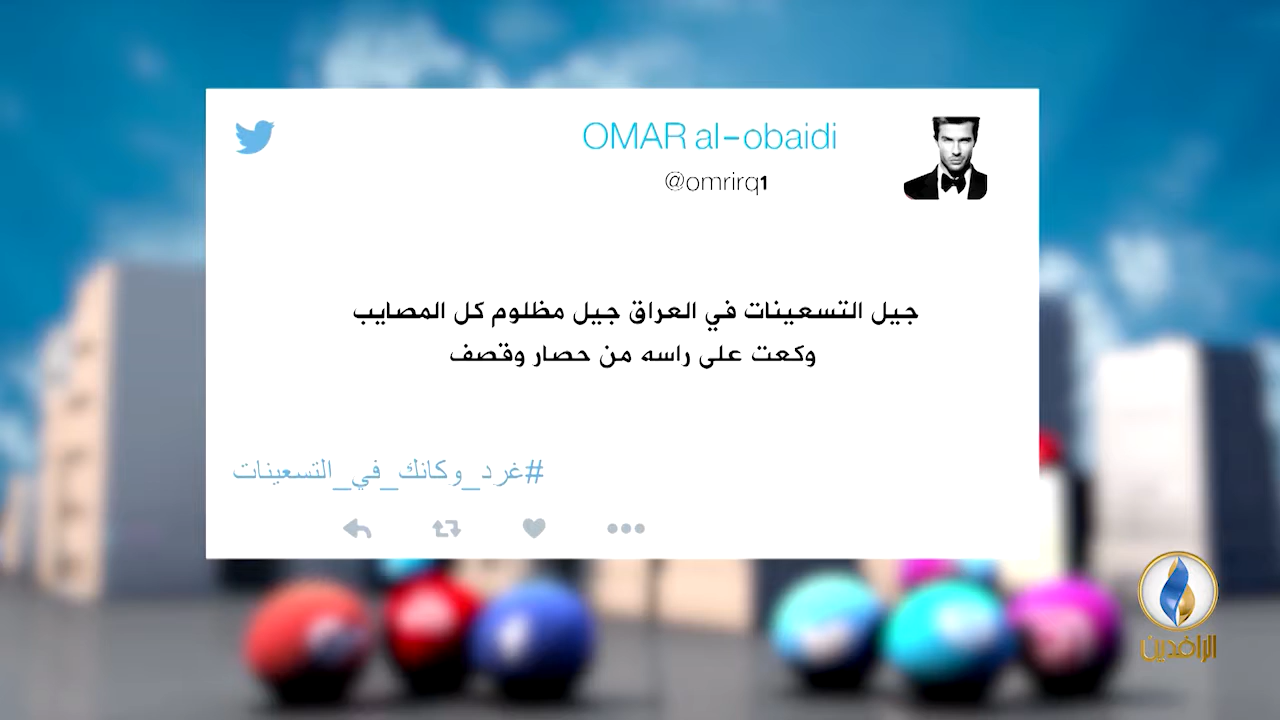 OMAR al-obaidi
@omrirq1
جيل التسعينات في العراق جيل مظلوم كل المصايب
وكعت على راسه من حصار وقصف
#غرد_وكانك_في_التسعينات
الرافدين